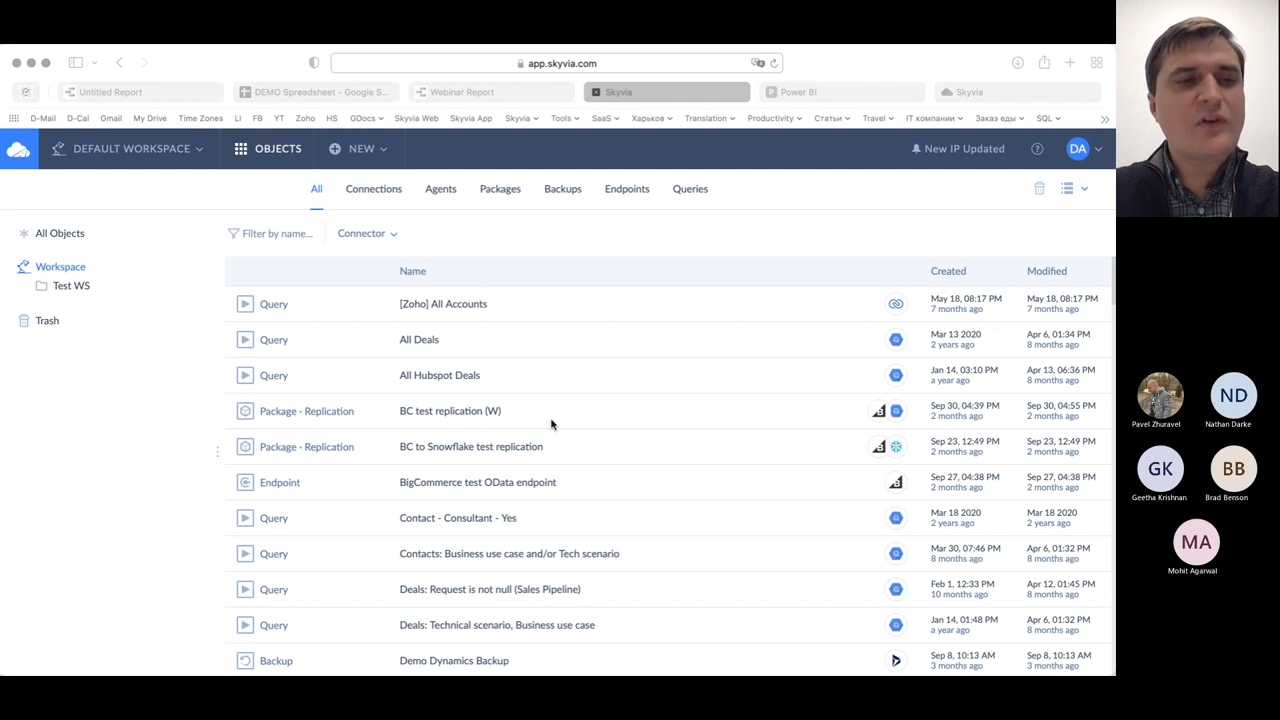 app.skyvia.com
Untitled Report
DEMO Spreadsheet - Google S...
Webinar Report
Skyvia
Power BI
Skyvia
D-Mail D-Cal Gmail My Drive Time Zones LI FB YT Zoho HS GDocs Skyvia Web Skyvia App Skyvia Tools SaaS Харьков Translation Productivity Статьи Travel IT компании Заказ еды SQL
DEFAULT WORKSPACE OBJECTS NEW New IP Updated DA
All Connections Agents Packages Backups Endpoints Queries
All Objects
Workspace
Test WS
Trash
Filter by name... Connector
Name Created Modified
Query [Zoho] All Accounts May 18, 08:17 PM May 18, 08:17 PM
7 months ago 7 months ago
Query All Deals Mar 13 2020 Apr 6, 01:34 PM
2 years ago 8 months ago
Query All Hubspot Deals Jan 14, 03:10 PM Apr 13, 06:36 PM
a year ago 8 months ago
Package · Replication BC test replication (W) Sep 30, 04:39 PM Sep 30, 04:55 PM
2 months ago 2 months ago
Package · Replication BC to Snowflake test replication Sep 23, 12:49 PM Sep 23, 12:49 PM
2 months ago 2 months ago
Endpoint BigCommerce test OData endpoint Sep 27, 04:38 PM Sep 27, 04:38 PM
2 months ago 2 months ago
Query Contact - Consultant - Yes Mar 18 2020 Mar 18 2020
2 years ago 2 years ago
Query Contacts: Business use case and/or Tech scenario Mar 30, 07:46 PM Apr 6, 01:32 PM
8 months ago 8 months ago
Query Deals: Request is not null (Sales Pipeline) Feb 1, 12:33 PM Apr 12, 01:45 PM
10 months ago 8 months ago
Query Deals: Technical scenario, Business use case Jan 14, 01:48 PM Apr 6, 01:32 PM
a year ago 8 months ago
Backup Demo Dynamics Backup Sep 8, 10:13 AM Sep 8, 10:13 AM
3 months ago 3 months ago
ND
Pavel Zhuravel Nathan Darke
GK BB
Geetha Krishnan Brad Benson
MA
Mohit Agarwal